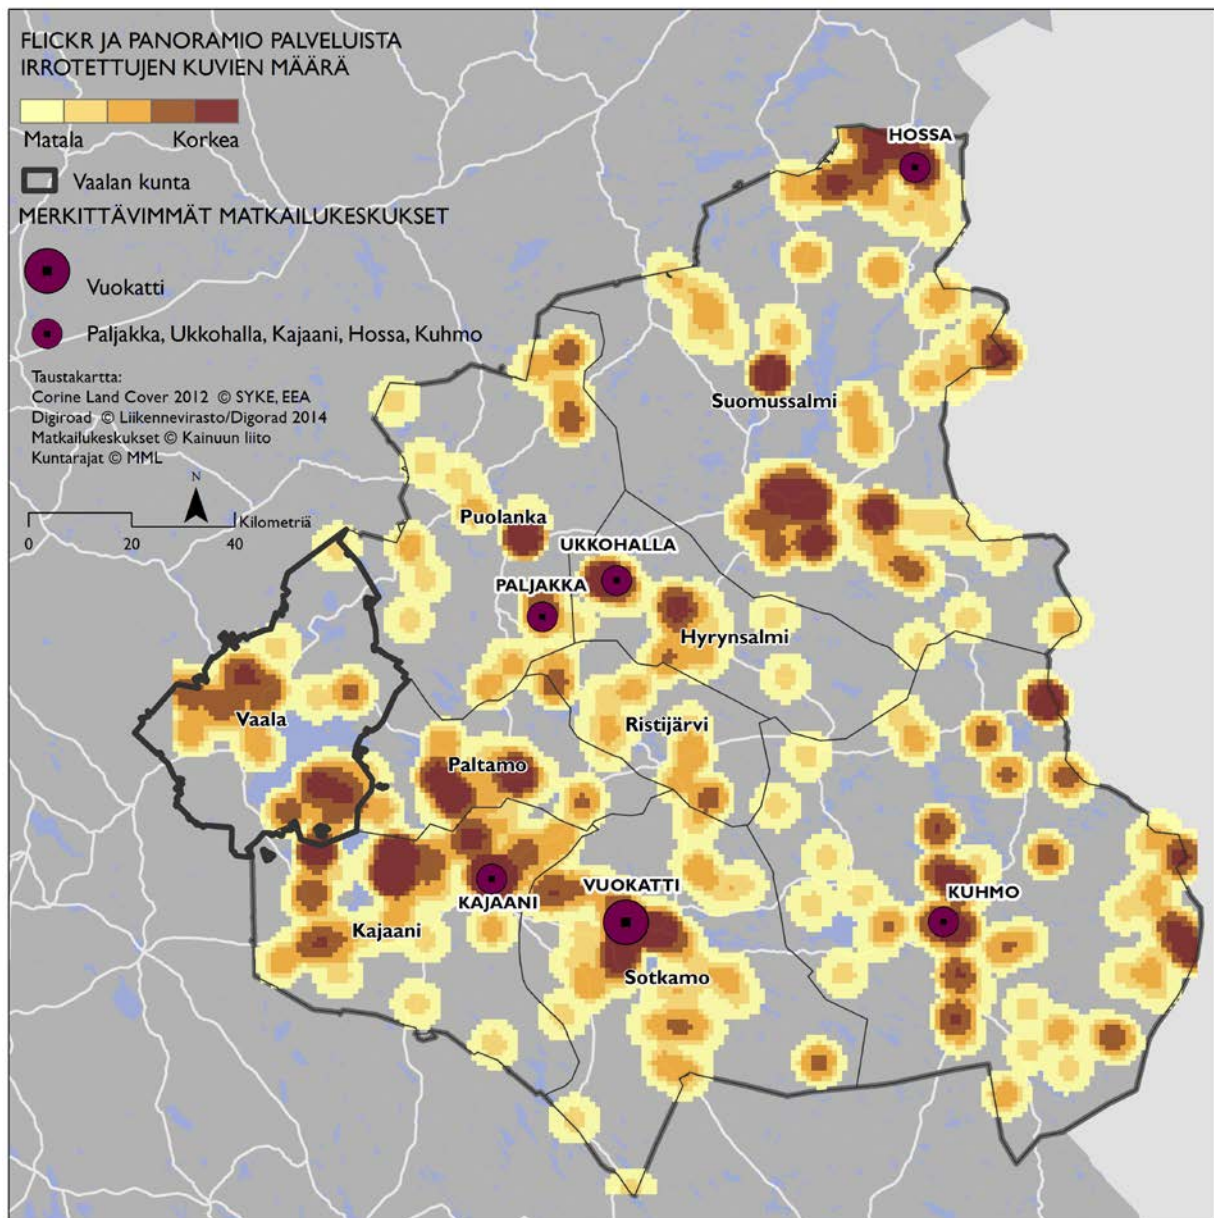 FLICKR JA PANORAMIO PALVELUISTA
IRROTETTUJEN KUVIEN MÄÄRÄ
Matala Korkea
Vaalan kunta
MERKITTÄVIMMÄT MATKAILUKESKUKSET
Vuokatti
Paljakka, Ukkohalla, Kajaani, Hossa, Kuhmo
Taustakartta:
Corine Land Cover 2012 © SYKE, EEA
Digiroad © Liikennevirasto/Digorad 2014
Matkailukeskukset © Kainuun liito
Kuntarajat © MML
N
Kilometriä
0 20 40
HOSSA
Suomussalmi
Puolanka
UKKOHALLA
PALJAKKA
Hyrynsalmi
Vaala
Ristijärvi
Paltamo
VUOKATTI
KUHMO
KAJAANI
Kajaani
Sotkamo